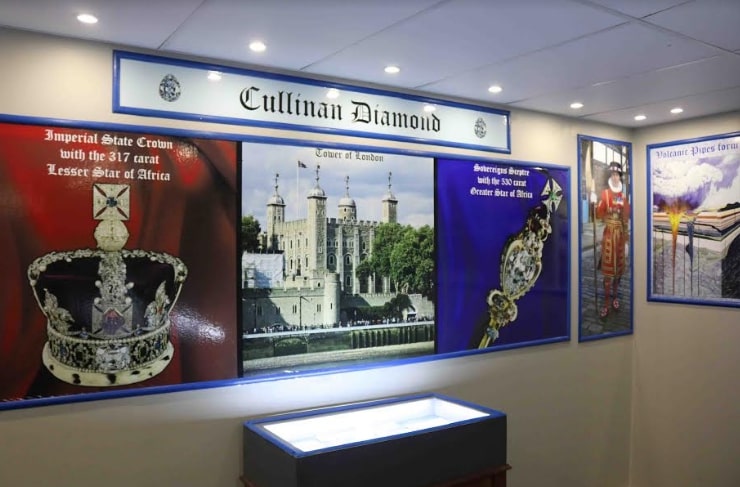 Cullinan Diamond
Imperial State Crown
with the 317 carat
Lesser Star of Africa
Tower of London
Sovereigns Sceptre
with the 530 carat
Greater Star of Africa
Volcanic Pipes form